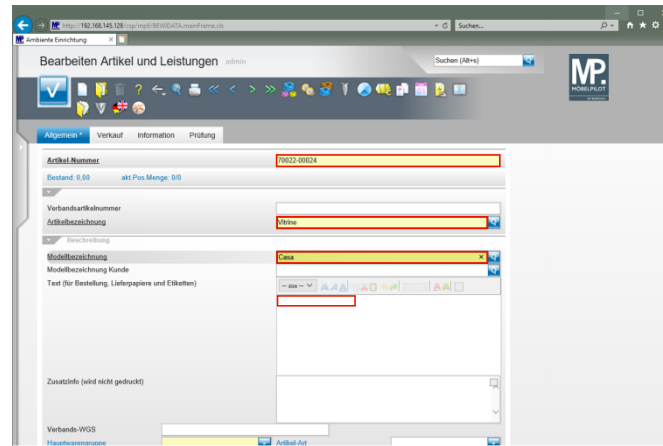 http://192.168.145.128/csp/mpt6/BEWIDATA.mainFrame.cls
Suchen...
Ambiente Einrichtung
Bearbeiten Artikel und Leistungen admin
Suchen (Alt+s)
MP.
MÖBELPILOT
Allgemein * Verkauf Information Prüfung
Artikel-Nummer 70022-00024
Bestand: 0,00 akt.Pos.Menge: 0/0
Verbandsartikelnummer
Artikelbezeichnung Vitrine
Beschreibung
Modellbezeichnung Casa
Modellbezeichnung Kunde
Text (für Bestellung, Lieferpapiere und Etiketten) -- size --
Zusatzinfo (wird nicht gedruckt)
Verbands-WGS
Hauptwarengruppe Artikel-Art